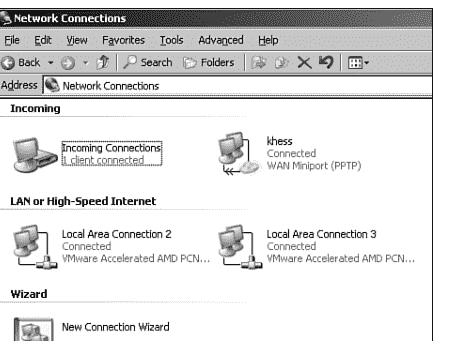 Network Connections
File Edit View Favorites Tools Advanced Help
Back Search Folders
Address Network Connections
Incoming
Incoming Connections
1 client connected
khess
Connected
WAN Miniport (PPTP)
LAN or High-Speed Internet
Local Area Connection 2
Connected
VMware Accelerated AMD PCN...
Local Area Connection 3
Connected
VMware Accelerated AMD PCN...
Wizard
New Connection Wizard